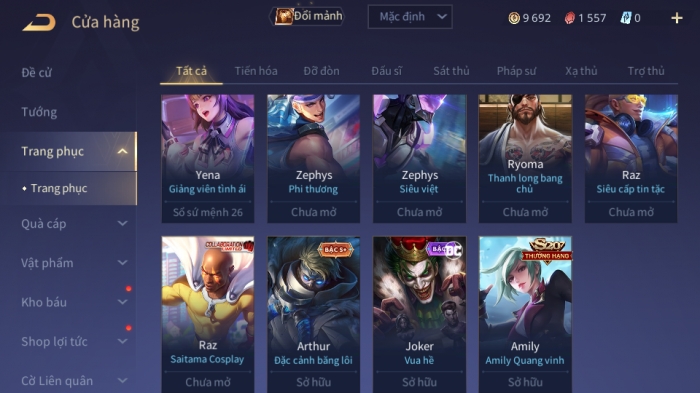 Cửa hàng
Đổi mảnh
Mặc định
9 692
1 557
0
Đề cử
Tướng
Trang phục
Trang phục
Quà cáp
Vật phẩm
Kho báu
Shop lợi tức
Cờ Liên quân
Tất cả
Tiến hóa
Đỡ đòn
Đấu sĩ
Sát thủ
Pháp sư
Xạ thủ
Trợ thủ
Yena
Giảng viên tình ái
Sổ sứ mệnh 26
Zephys
Phi thương
Chưa mở
Zephys
Siêu việt
Chưa mở
Ryoma
Thanh long bang
chủ
Chưa mở
Raz
Siêu cấp tin tặc
Chưa mở
COLLABORATION
LIMITED
Raz
Saitama Cosplay
Chưa mở
BẬC S+
Arthur
Đặc cảnh băng lôi
Sở hữu
Joker
Vua hề
Sở hữu
THƯỞNG HẠNG
Amily
Amily Quang vinh
Sở hữu